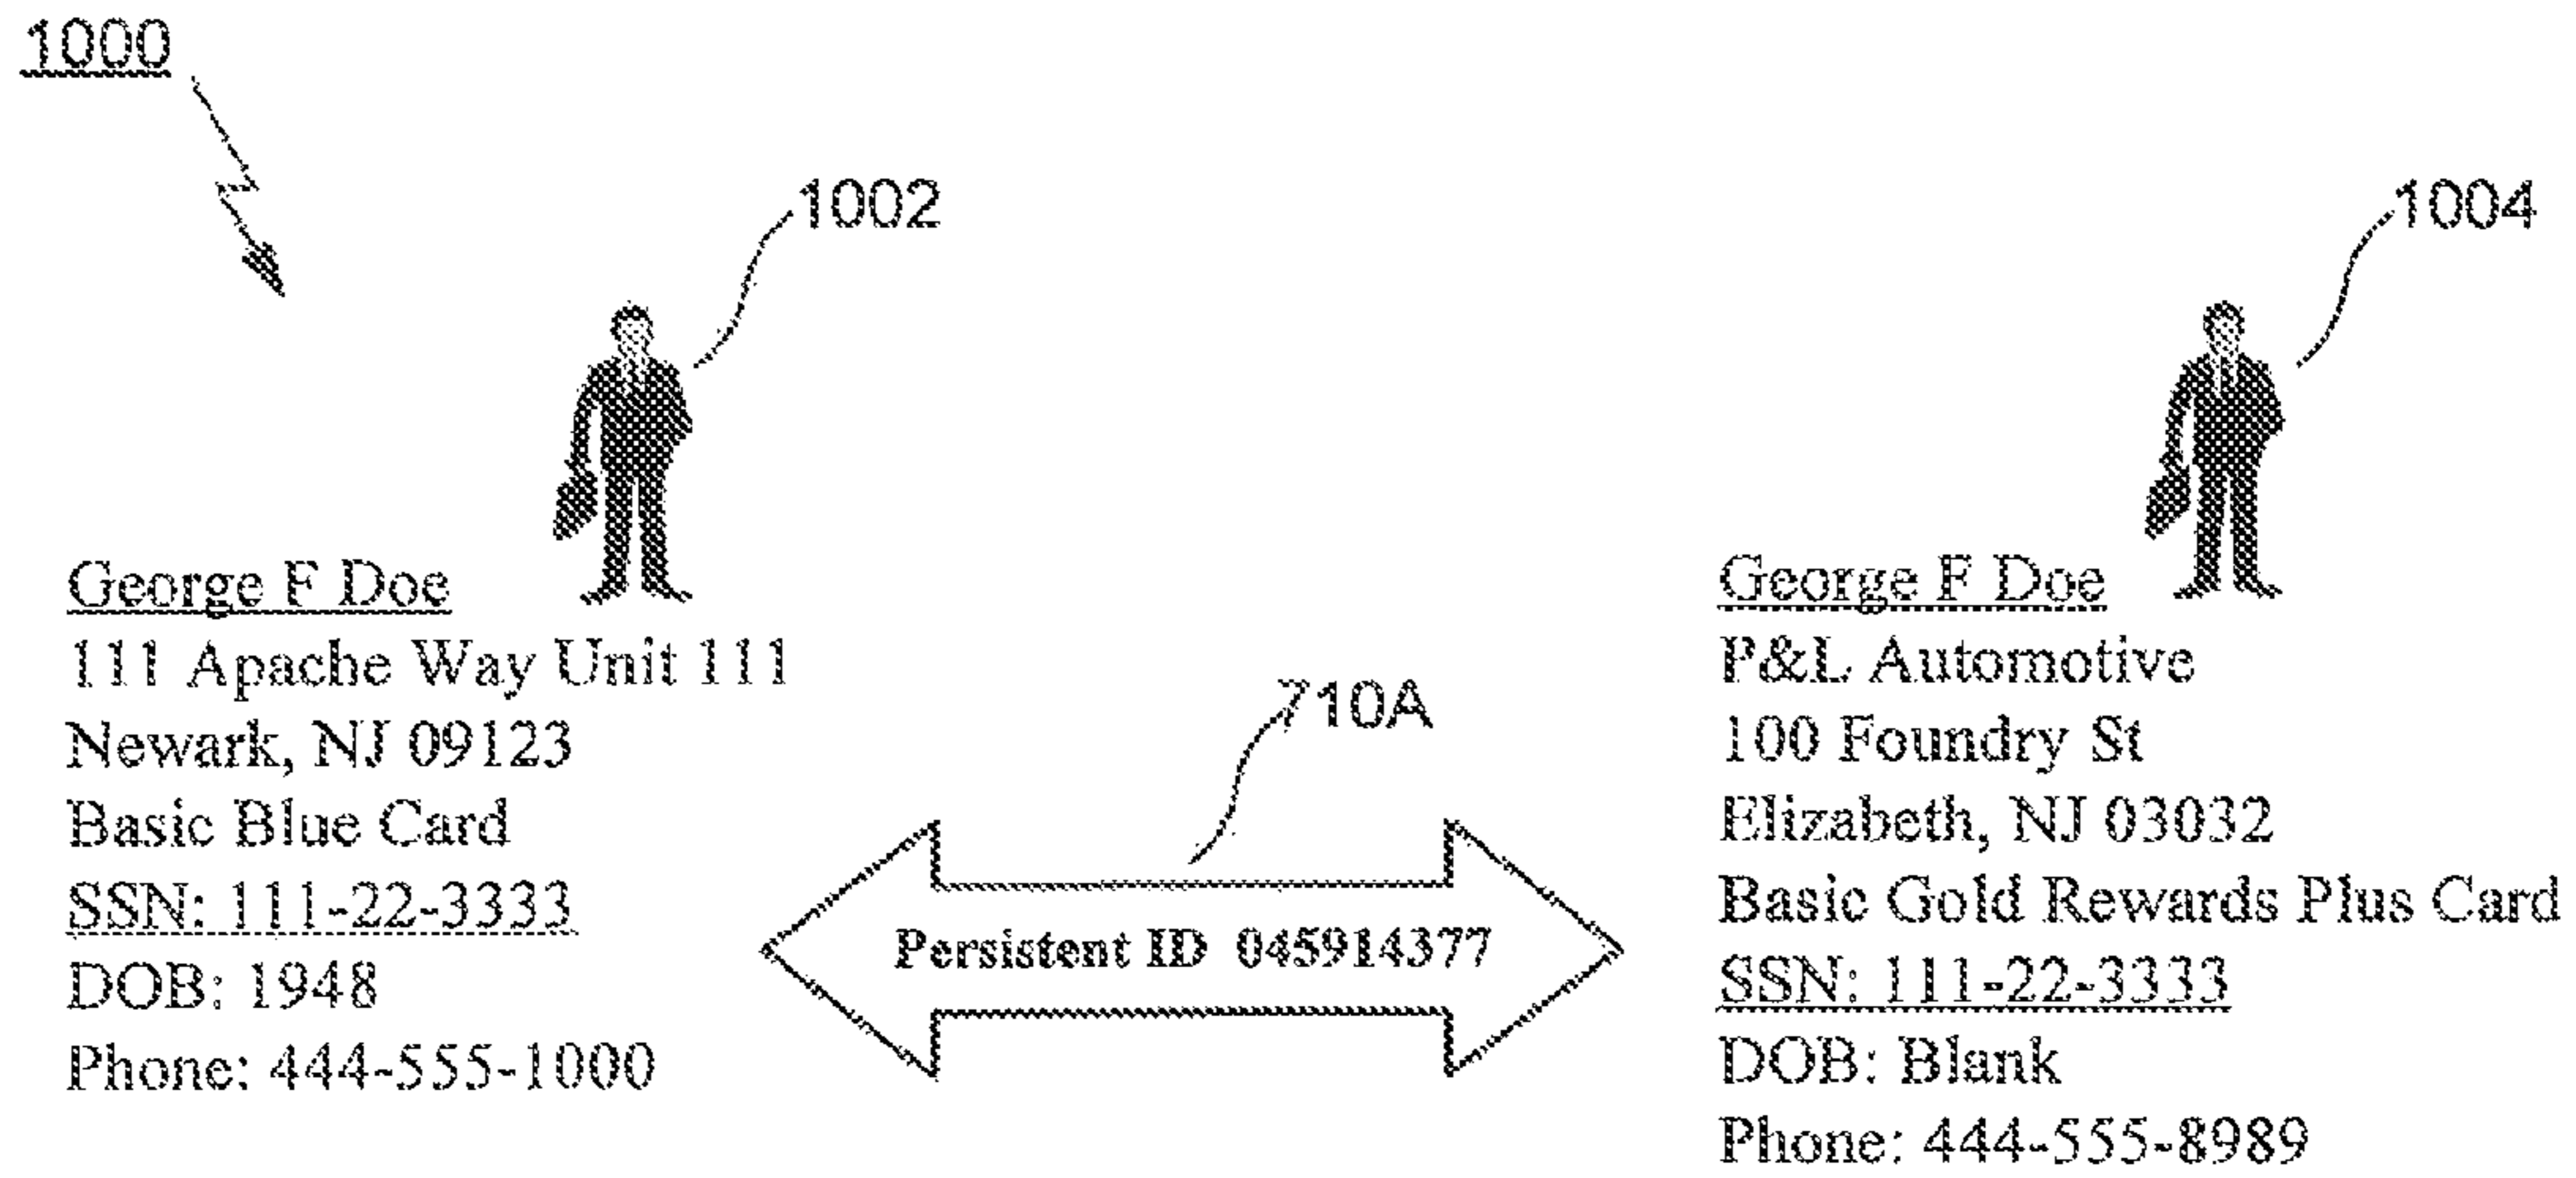 1000
1002
1004
George F Doe
111 Apache Way Unit 111
Newark, NJ 09123
Basic Blue Card
SSN: 111-22-3333
DOB: 1948
Phone: 444-555-1000
710A
Persistent ID 045914377
George F Doe
P&L Automotive
100 Foundry St
Elizabeth, NJ 03032
Basic Gold Rewards Plus Card
SSN: 111-22-3333
DOB: Blank
Phone: 444-555-8989